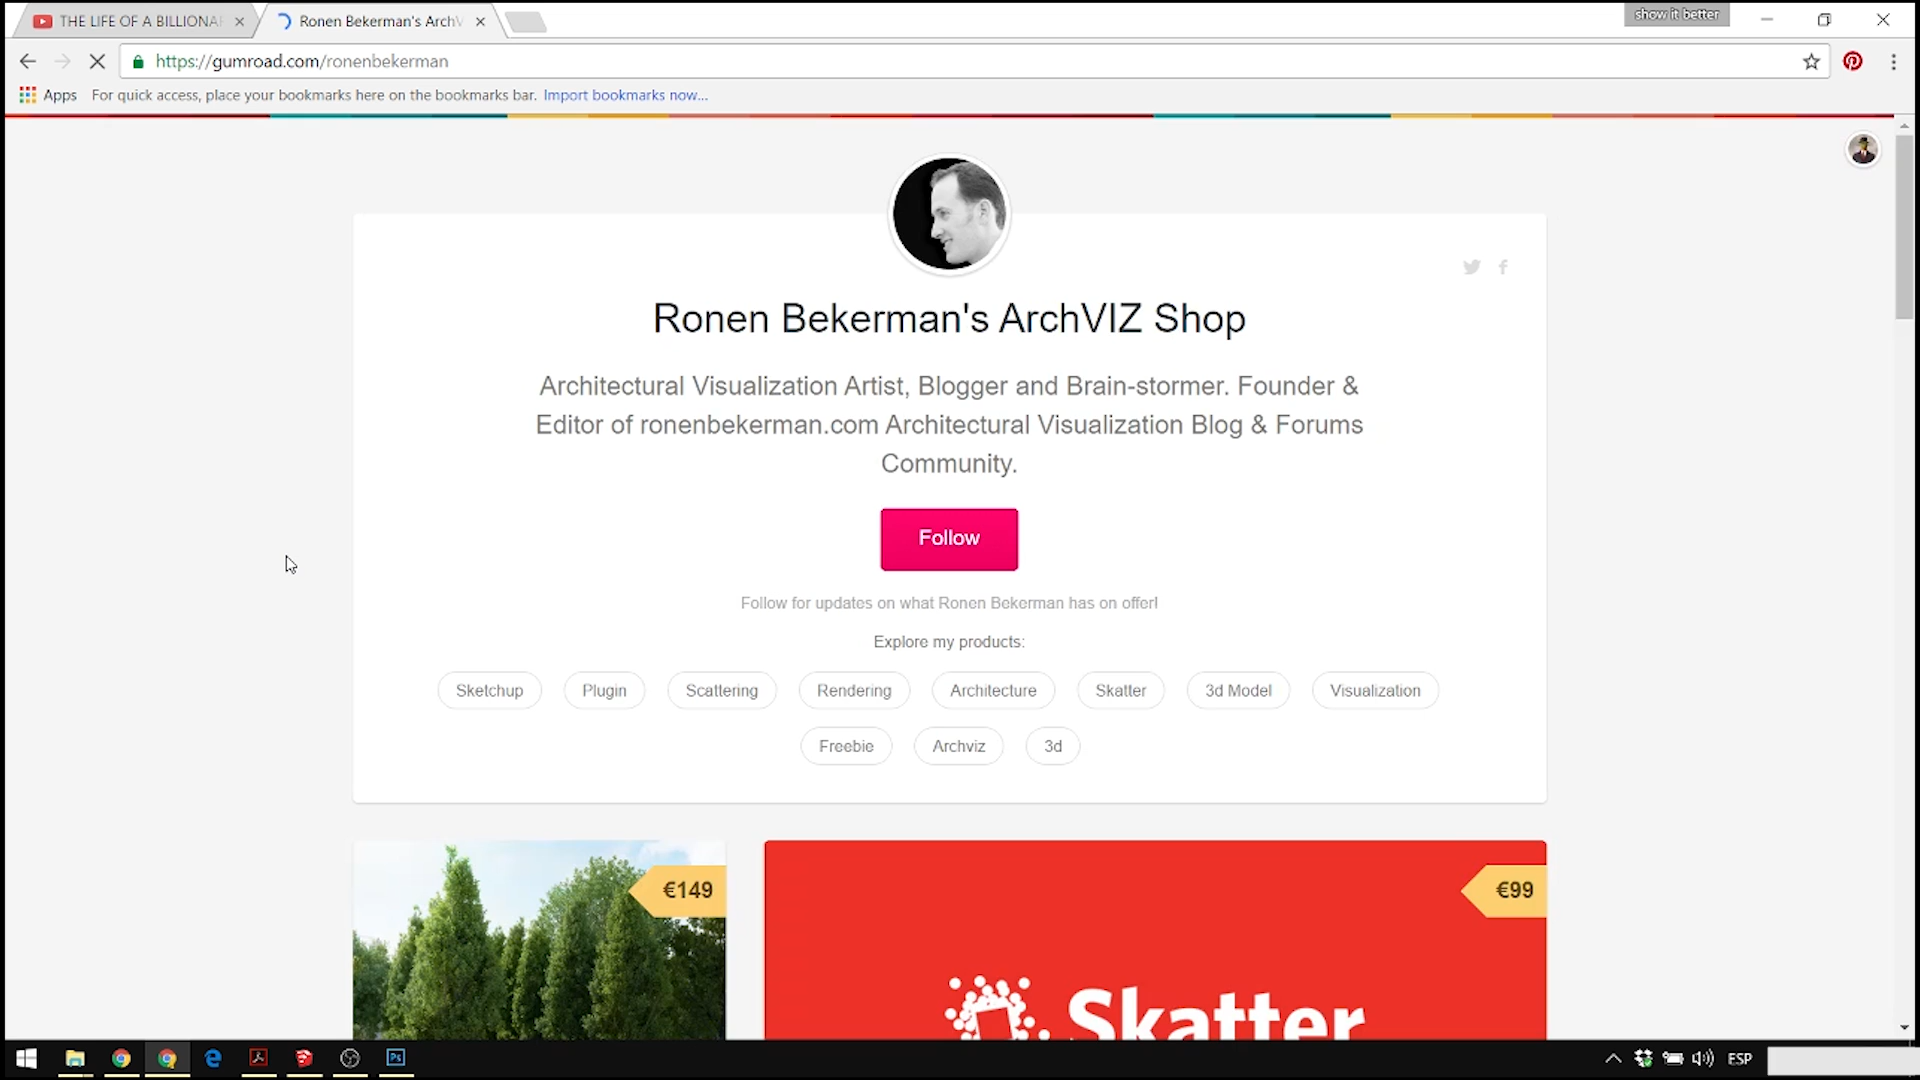 THE LIFE OF A BILLIONA
Ronen Bekerman's ArchV
show it better
https://gumroad.com/ronenbekerman
Apps
For quick access, place your bookmarks here on the bookmarks bar. Import bookmarks now...
Ronen Bekerman's ArchVIZ Shop
Architectural Visualization Artist, Blogger and Brain-stormer. Founder &
Editor of ronenbekerman.com Architectural Visualization Blog & Forums
Community.
Follow
Follow for updates on what Ronen Bekerman has on offer!
Explore my products:
Sketchup Plugin Scattering Rendering Architecture Skatter 3d Model Visualization
Freebie Archviz 3d
€149
€99
Skatter
Ps
ESP